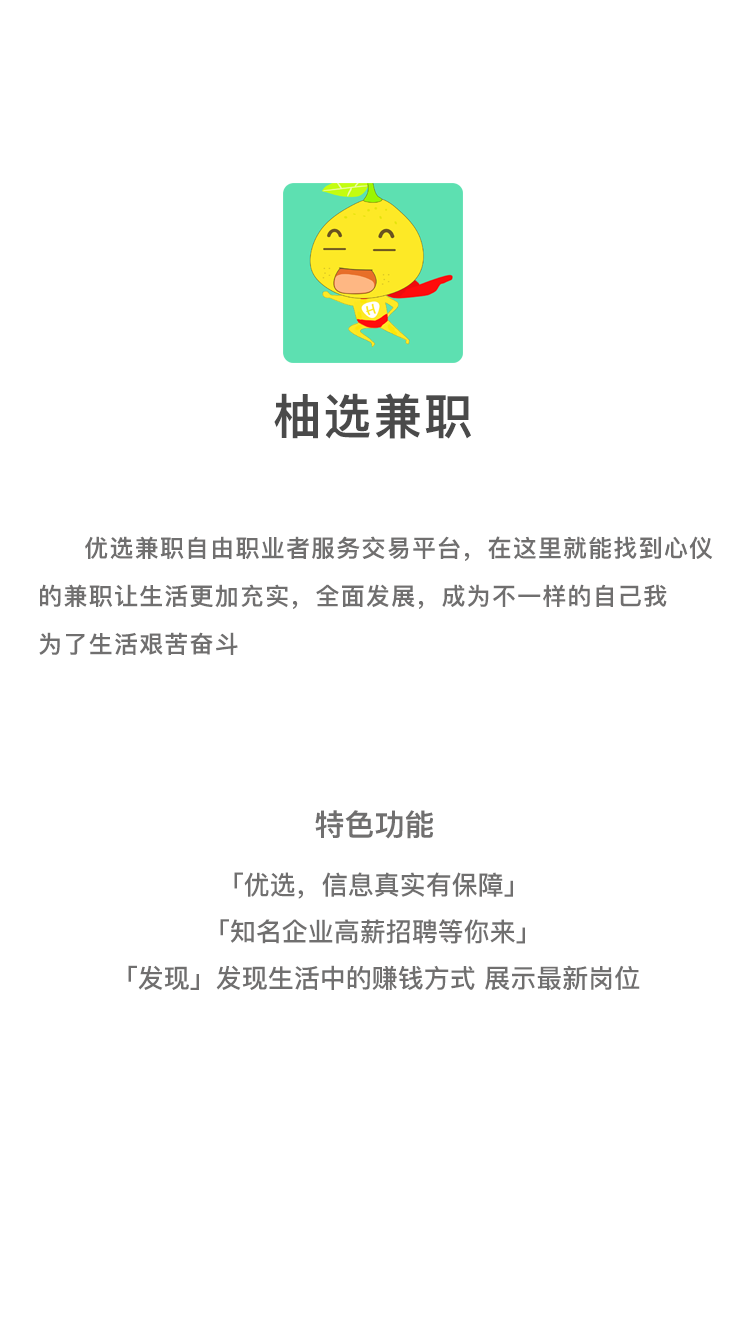 柚选兼职
优选兼职自由职业者服务交易平台，在这里就能找到心仪
的兼职让生活更加充实，全面发展，成为不一样的自己我
为了生活艰苦奋斗
特色功能
「优选，信息真实有保障」
「知名企业高薪招聘等你来」
「发现」发现生活中的赚钱方式 展示最新岗位